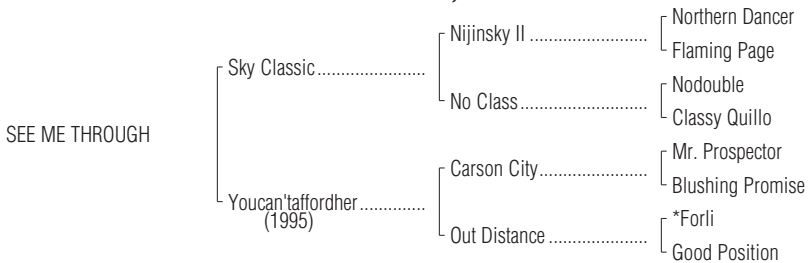 Northern Dancer
Nijinsky II ........................
Flaming Page
Sky Classic.......................
Nodouble
No Class..........................
Classy Quillo
SEE ME THROUGH
Mr. Prospector
Carson City......................
Blushing Promise
Youcan'taffordher..............
(1995)
*Forli
Out Distance .....................
Good Position